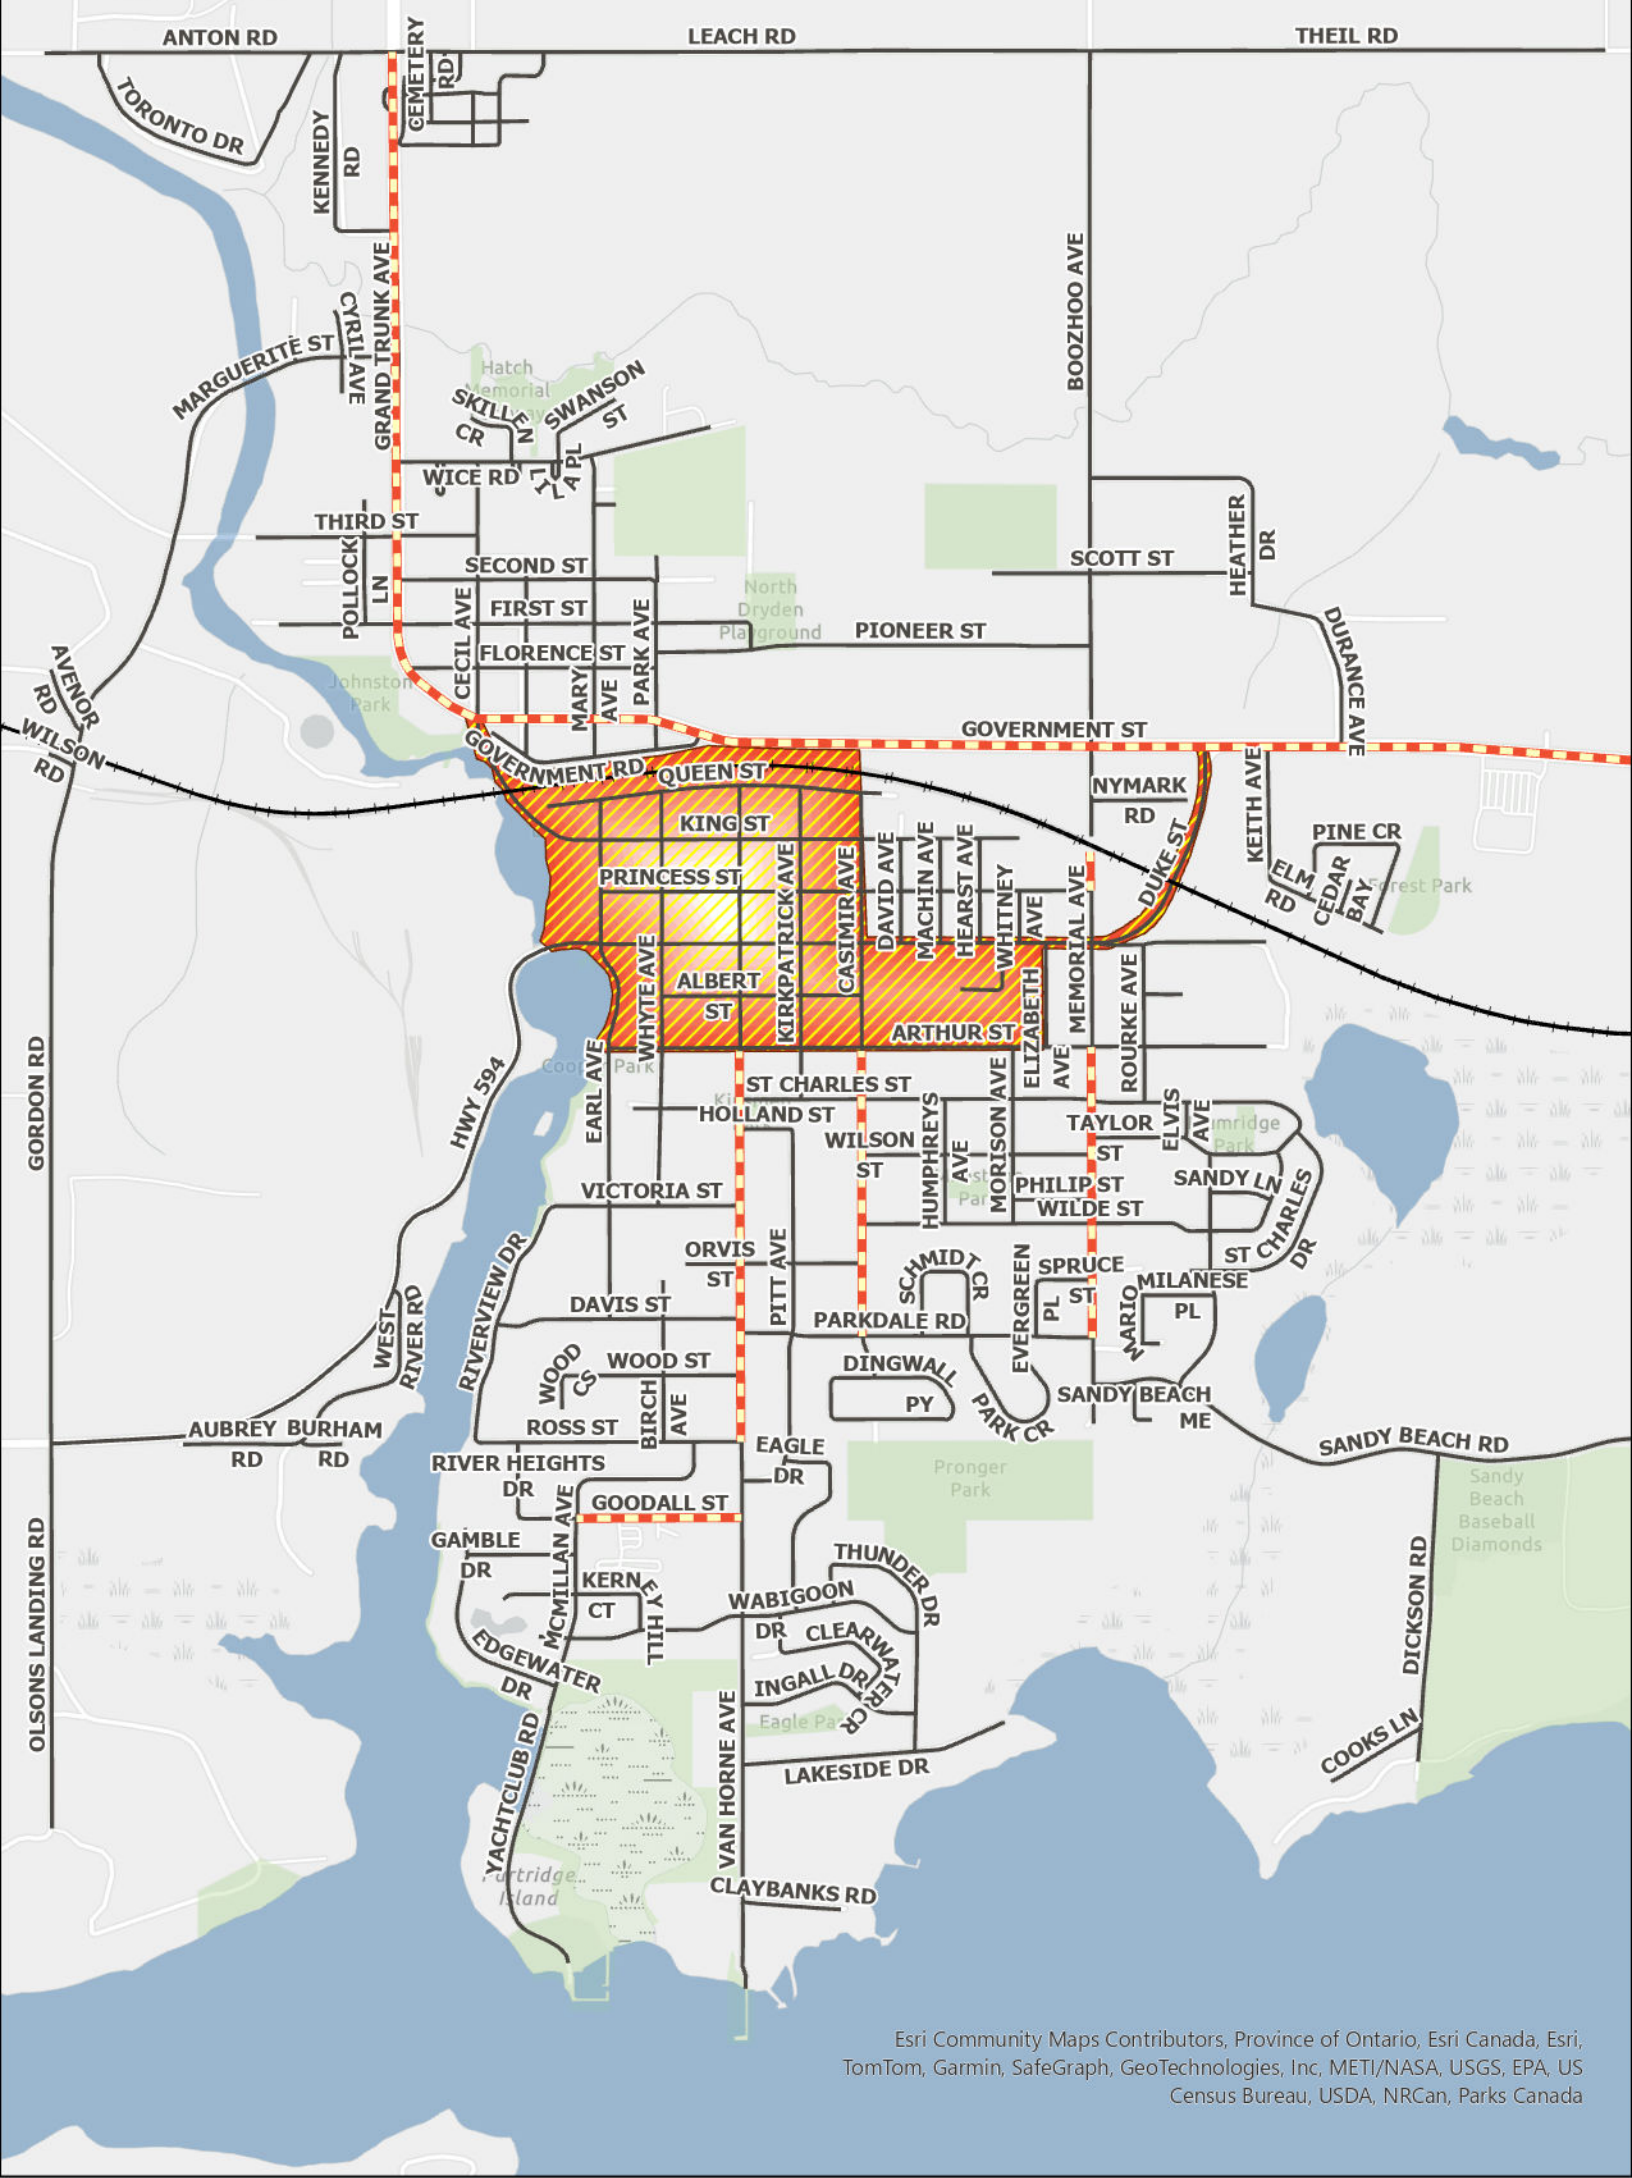 ANTON RD
LEACH RD
THEIL RD
CEMETERY
RD
TORONTO DR
KENNEDY
RD
GRAND TRUNK AVE
BOOZHOO AVE
CYRIL AVE
MARGUERITE ST
Hatch
Memorial
SKILLEN
CR
SWANSON
ST
WICE RD
LILA PL
THIRD ST
POLLOCK
LN
SECOND ST
SCOTT ST
HEATHER
DR
FIRST ST
CECIL AVE
PARK AVE
North
Dryden
Playground
PIONEER ST
DURANCE AVE
FLORENCE ST
MARY
AVE
Johnston
Park
AVENOR
RD
WILSON
RD
GOVERNMENT ST
GOVERNMENT RD
QUEEN ST
NYMARK
RD
KEITH AVE
DUKE ST
PINE CR
ELM
RD
CEDAR
BAY
Forest Park
KING ST
PRINCESS ST
KIRKPATRICK AVE
CASIMIR AVE
DAVID AVE
MACHIN AVE
HEARST AVE
WHITNEY
AVE
MEMORIAL AVE
WHYTE AVE
ALBERT
ST
ARTHUR ST
ELIZABETH
AVE
ROURKE AVE
GORDON RD
HWY 594
EARL AVE
ST CHARLES ST
HOLLAND ST
WILSON
ST
HUMPHREYS
AVE
MORISON AVE
TAYLOR
ST
ELVIS
AVE
Park
PHILIP ST
SANDY LN
WILDE ST
ST CHARLES
DR
VICTORIA ST
RIVERVIEW DR
ORVIS
ST
PITT AVE
SCHMIDT
CR
EVERGREEN
PL
SPRUCE
ST
MARIO
MILANESE
PL
DAVIS ST
PARKDALE RD
WEST
RIVER RD
WOOD
CS
WOOD ST
DINGWALL
PY
PARK CR
SANDY BEACH
ME
BIRCH
AVE
ROSS ST
AUBREY
RD
BURHAM
RD
RIVER HEIGHTS
DR
EAGLE
DR
SANDY BEACH RD
Pronger
Park
Sandy
Beach
Baseball
Diamonds
GOODALL ST
MCMILLAN AVE
GAMBLE
DR
KERN
CT
EY HILL
THUNDER DR
WABIGOON
DR
CLEARWATER
CR
INGALL DR
EDGEWATER
DR
OLSONS LANDING RD
DICKSON RD
YACHTCLUB RD
VAN HORNE AVE
LAKESIDE DR
COOKS LN
Island
CLAYBANKS RD
Esri Community Maps Contributors, Province of Ontario, Esri Canada, Esri,
TomTom, Garmin, SafeGraph, GeoTechnologies, Inc, METI/NASA, USGS, EPA, US
Census Bureau, USDA, NRCan, Parks Canada